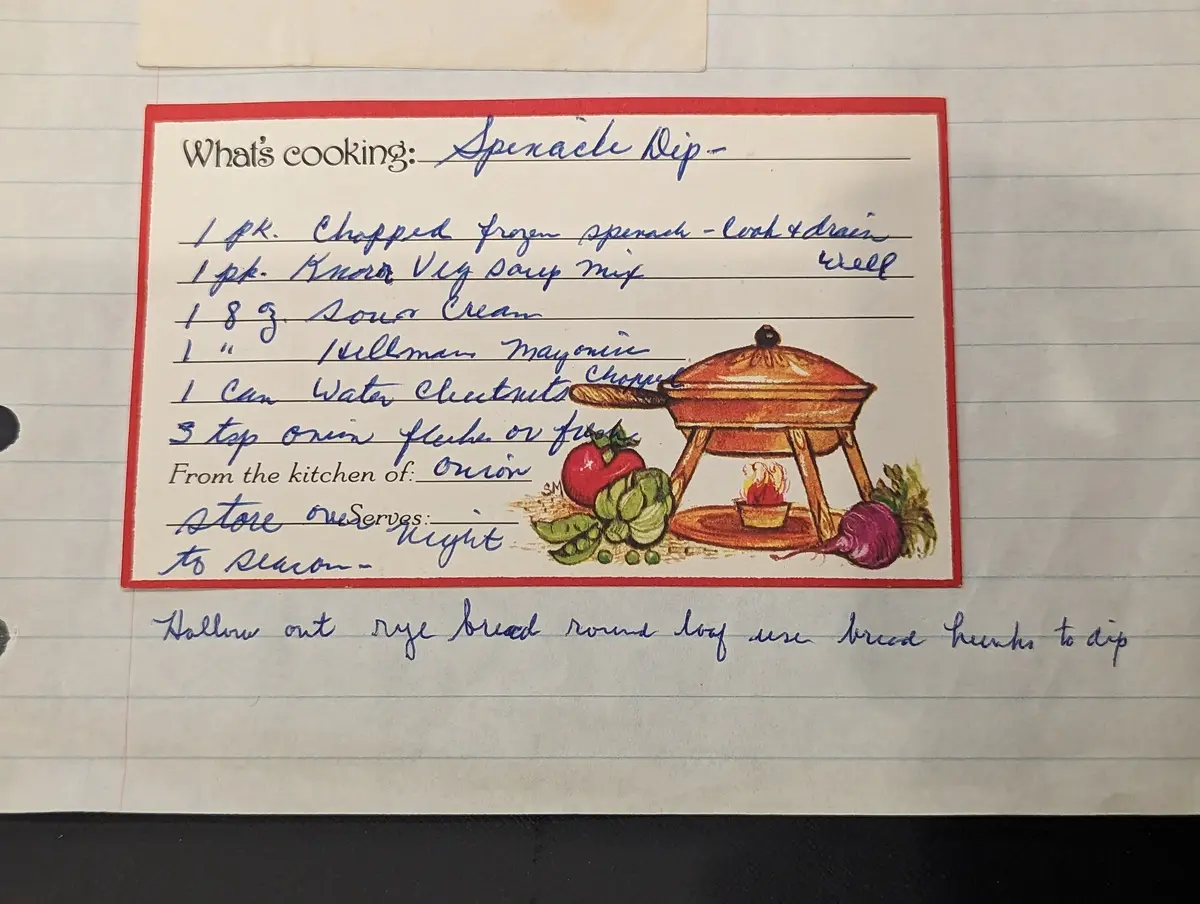 What's cooking: Spinach Dip-
1 pk. Chopped frozen spinach - Cook & drain
well
1 pk. Knorr Veg soup mix
1 8 oz. sour Cream
1 " Hellman Mayonise
1 Can Water Chestnuts Chopped
3 tsp onion flakes or fresh
From the kitchen of: onion
store over night
Serves:
to season-
SM
Hollow out rye bread round loaf use bread hunks to dip